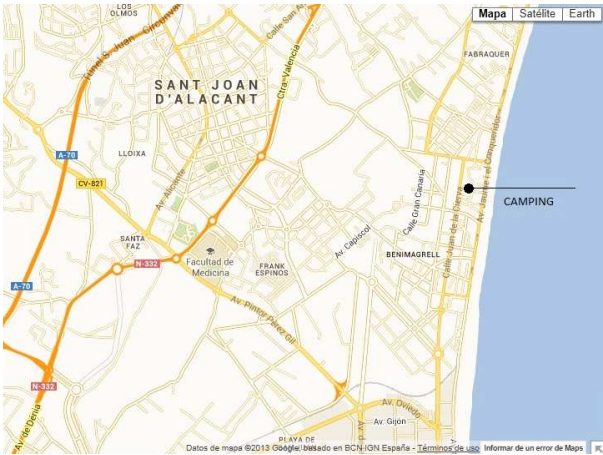 LOS
OLMOS
Túnel S. Juan
Mapa Satélite Earth
Calle San
FABRAQUER
Ctra Valencia
SANT JOAN
D'ALACANT
A-70
LLOIXA
CV-821
Av. Alicante
Calle Gran Canaria
Calle Juan de la Cierva
Av. Jaume I el Conqueridor
CAMPING
SANTA
FAZ
N-332
Facultad de
Medicina
FRANK
ESPINOS
Av. Capiscol
BENIMAGRELL
A-70
Av. Pintor Pérez Gil
N-332
Av. de Dénia
Av. Oviedo
Av. Gijón
PLAYA DE
Datos de mapa ©2013 Google, basado en BCN IGN España - Términos de uso Informar de un error de Maps